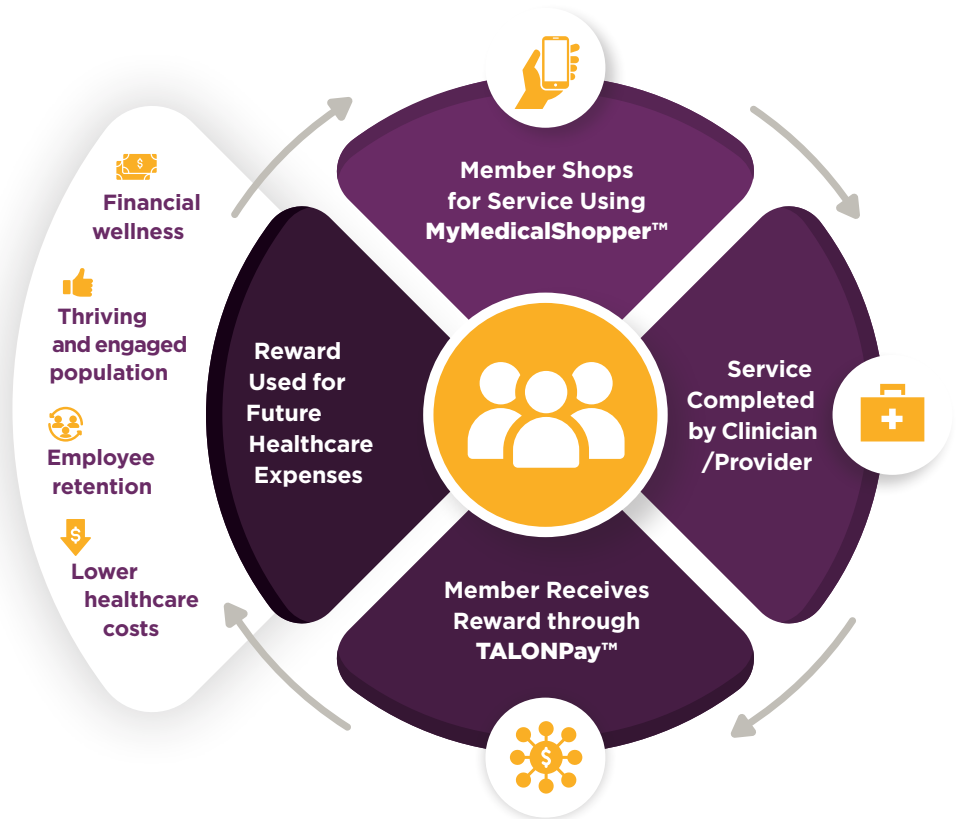 Member Shops
for Service Using
MyMedicalShopper™
Service
Completed
by Clinician
/Provider
Member Receives
Reward through
TALONPay™
Reward
Used for
Future
Healthcare
Expenses
$
Financial
wellness
Thriving
and engaged
population
Employee
retention
$
Lower
healthcare
costs
$